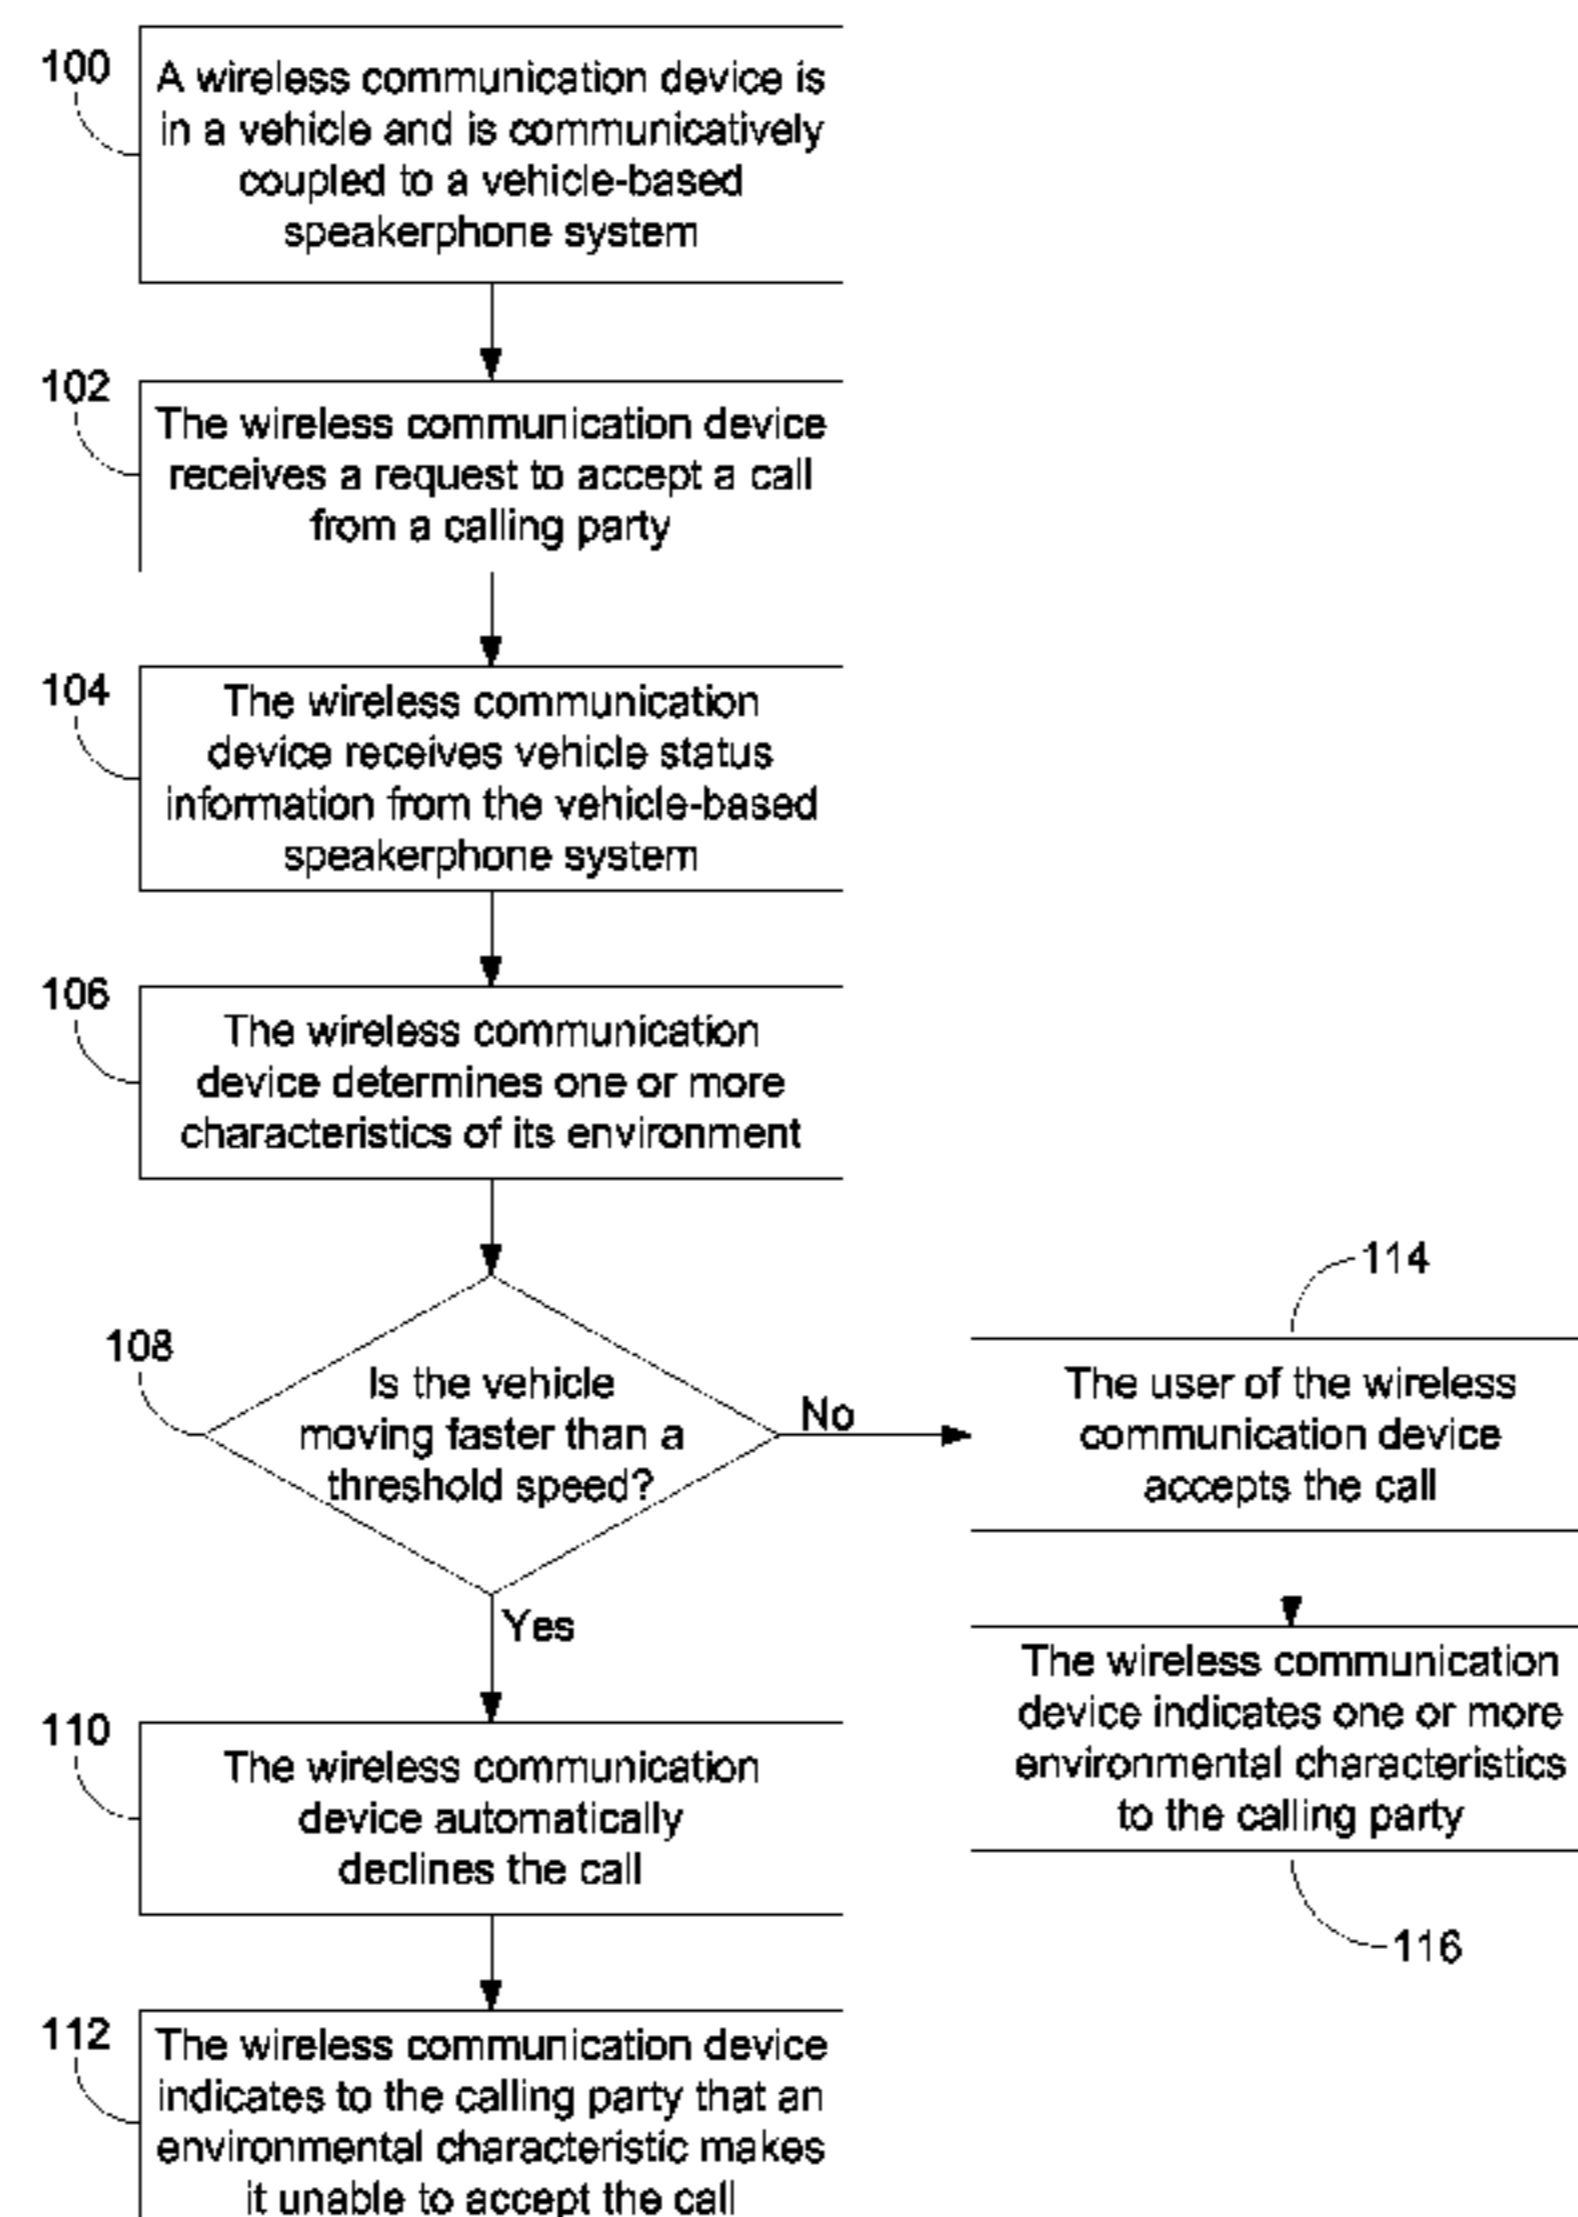 100
A wireless communication device is
in a vehicle and is communicatively
coupled to a vehicle-based
speakerphone system
102
The wireless communication device
receives a request to accept a call
from a calling party
104
The wireless communication
device receives vehicle status
information from the vehicle-based
speakerphone system
106
The wireless communication
device determines one or more
characteristics of its environment
108
Is the vehicle
moving faster than a
threshold speed?
No
114
The user of the wireless
communication device
accepts the call
Yes
The wireless communication
device indicates one or more
environmental characteristics
to the calling party
116
110
The wireless communication
device automatically
declines the call
112
The wireless communication device
indicates to the calling party that an
environmental characteristic makes
it unable to accept the call